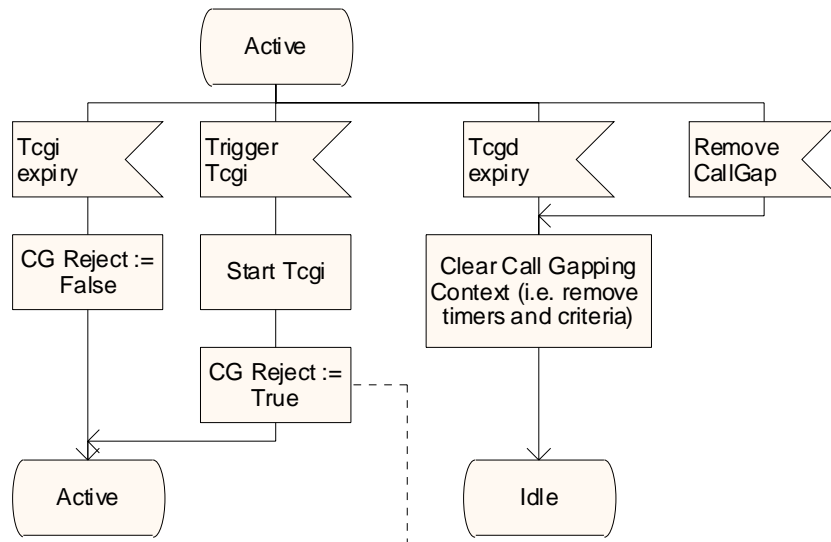 Active
Tcgi
expiry
Trigger
Tcgi
Tcgd
expiry
Remove
CallGap
CG Reject :=
False
Start Tcgi
Clear Call Gapping
Context (i.e. remove
timers and criteria)
CG Reject :=
True
Active
Idle